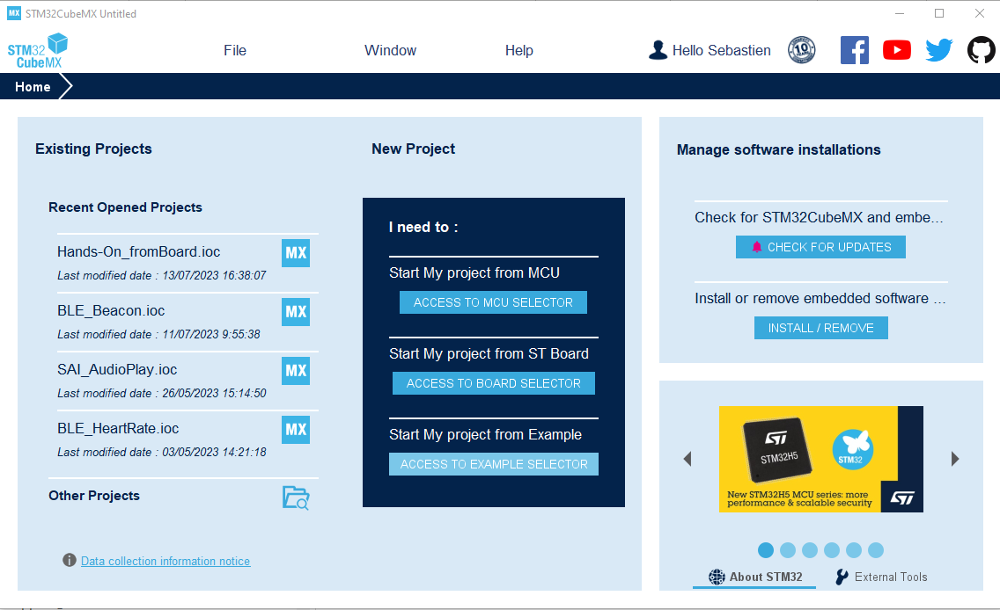 MX STM32CubeMX Untitled
STM32
CubeMX
File Window Help Hello Sebastien 10
Home
Existing Projects
Recent Opened Projects
Hands-On_fromBoard.ioc MX
Last modified date : 13/07/2023 16:38:07
BLE_Beacon.ioc MX
Last modified date : 11/07/2023 9:55:38
SAI_AudioPlay.ioc MX
Last modified date : 26/05/2023 15:14:50
BLE_HeartRate.ioc MX
Last modified date : 03/05/2023 14:21:18
Other Projects
Data collection information notice
New Project
I need to :
Start My project from MCU
ACCESS TO MCU SELECTOR
Start My project from ST Board
ACCESS TO BOARD SELECTOR
Start My project from Example
ACCESS TO EXAMPLE SELECTOR
Manage software installations
Check for STM32CubeMX and embe...
CHECK FOR UPDATES
Install or remove embedded software ...
INSTALL / REMOVE
ST
STM32H5
STM32
New STM32H5 MCU series: more
performance & scalable security
ST
About STM32 External Tools